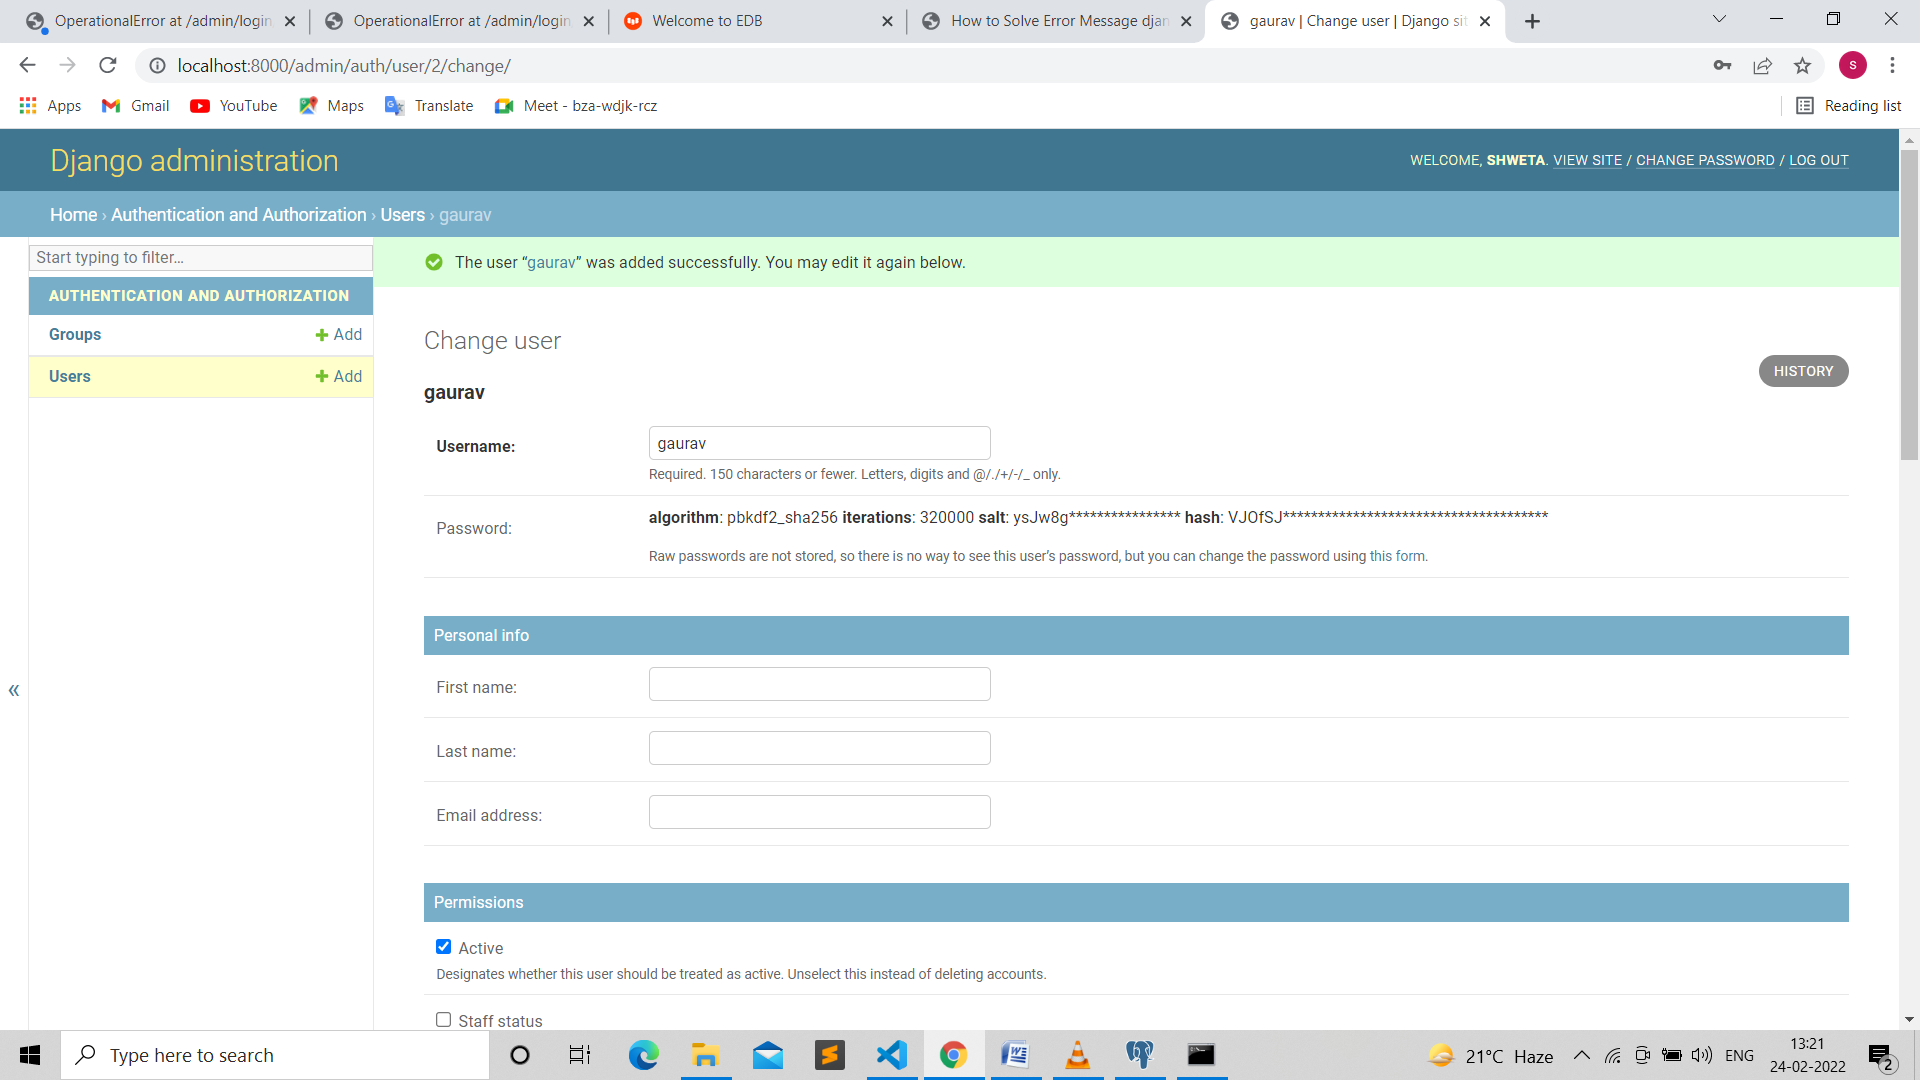 OperationalError at /admin/login
OperationalError at /admin/login
Welcome to EDB
How to Solve Error Message djan
gaurav | Change user | Django sit
localhost:8000/admin/auth/user/2/change/
s
Apps
Gmail
YouTube
Maps
Translate
Meet - bza-wdjk-rcz
Reading list
Django administration
WELCOME, SHWETA. VIEW SITE / CHANGE PASSWORD / LOG OUT
Home › Authentication and Authorization › Users › gaurav
Start typing to filter...
The user “gaurav” was added successfully. You may edit it again below.
AUTHENTICATION AND AUTHORIZATION
Groups
+ Add
Users
+ Add
«
Change user
HISTORY
gaurav
Username:
gaurav
Required. 150 characters or fewer. Letters, digits and @/./+/-/_ only.
Password:
algorithm: pbkdf2_sha256 iterations: 320000 salt: ysJw8g**************** hash: VJOfSJ**************************************
Raw passwords are not stored, so there is no way to see this user’s password, but you can change the password using this form.
Personal info
First name:
Last name:
Email address:
Permissions
Active
Designates whether this user should be treated as active. Unselect this instead of deleting accounts.
Staff status
Type here to search
21°C Haze
ENG
13:21
24-02-2022
2